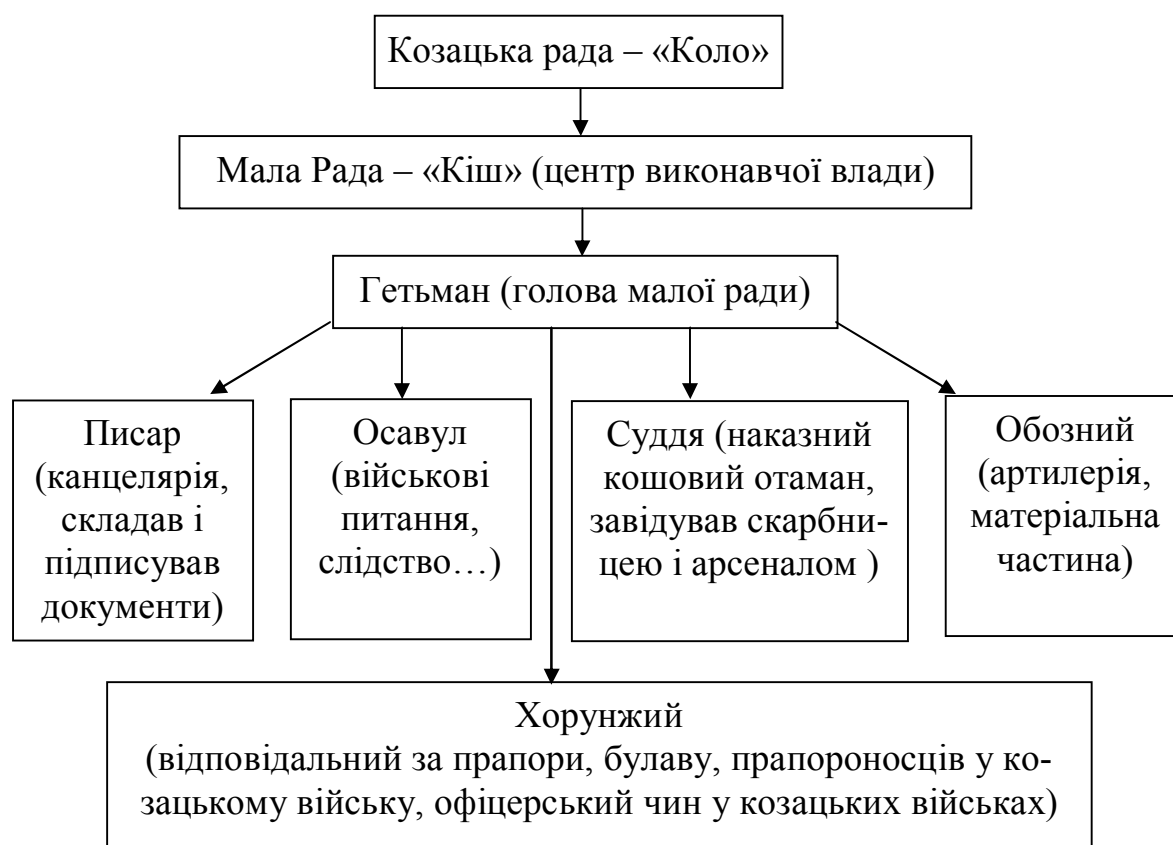 Козацька рада – «Коло»
Мала Рада – «Кіш» (центр виконавчої влади)
Гетьман (голова малої ради)
Писар
(канцелярія,
складав і
підписував
документи)
Осавул
(військові
питання,
слідство…)
Суддя (наказний
кошовий отаман,
завідував скарбни-
цею і арсеналом )
Обозний
(артилерія,
матеріальна
частина)
Хорунжий
(відповідальний за прапори, булаву, прапороносців у ко-
зацькому війську, офіцерський чин у козацьких військах)